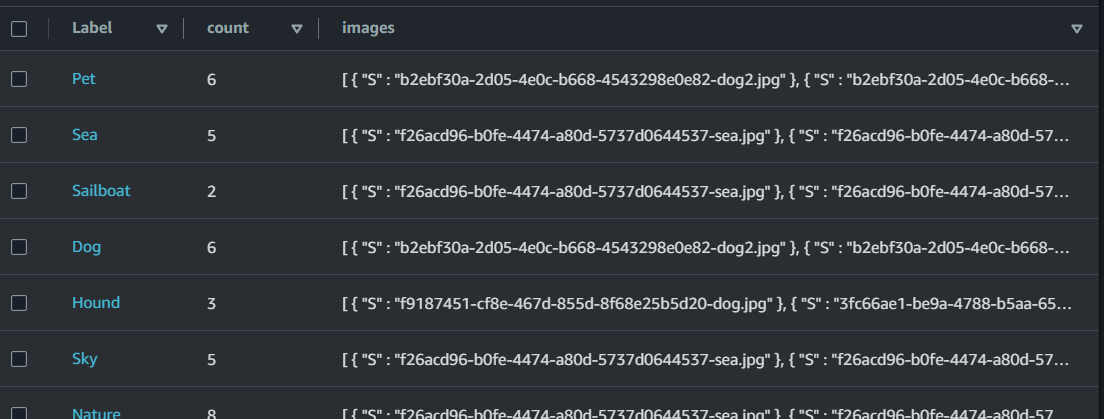 Label count images
Pet 6 [ { "S" : "b2ebf30a-2d05-4e0c-b668-4543298e0e82-dog2.jpg" }, { "S" : "b2ebf30a-2d05-4e0c-b668-...
Sea 5 [ { "S" : "f26acd96-b0fe-4474-a80d-5737d0644537-sea.jpg" }, { "S" : "f26acd96-b0fe-4474-a80d-57...
Sailboat 2 [ { "S" : "f26acd96-b0fe-4474-a80d-5737d0644537-sea.jpg" }, { "S" : "f26acd96-b0fe-4474-a80d-57...
Dog 6 [ { "S" : "b2ebf30a-2d05-4e0c-b668-4543298e0e82-dog2.jpg" }, { "S" : "b2ebf30a-2d05-4e0c-b668-...
Hound 3 [ { "S" : "f9187451-cf8e-467d-855d-8f68e25b5d20-dog.jpg" }, { "S" : "3fc66ae1-be9a-4788-b5aa-65...
Sky 5 [ { "S" : "f26acd96-b0fe-4474-a80d-5737d0644537-sea.jpg" }, { "S" : "f26acd96-b0fe-4474-a80d-57...
Nature 8 [ { "S" : "f26acd96-b0fe-4474-a80d-5737d0644537-sea.jpg" }, { "S" : "f26acd96-b0fe-4474-a80d-57...